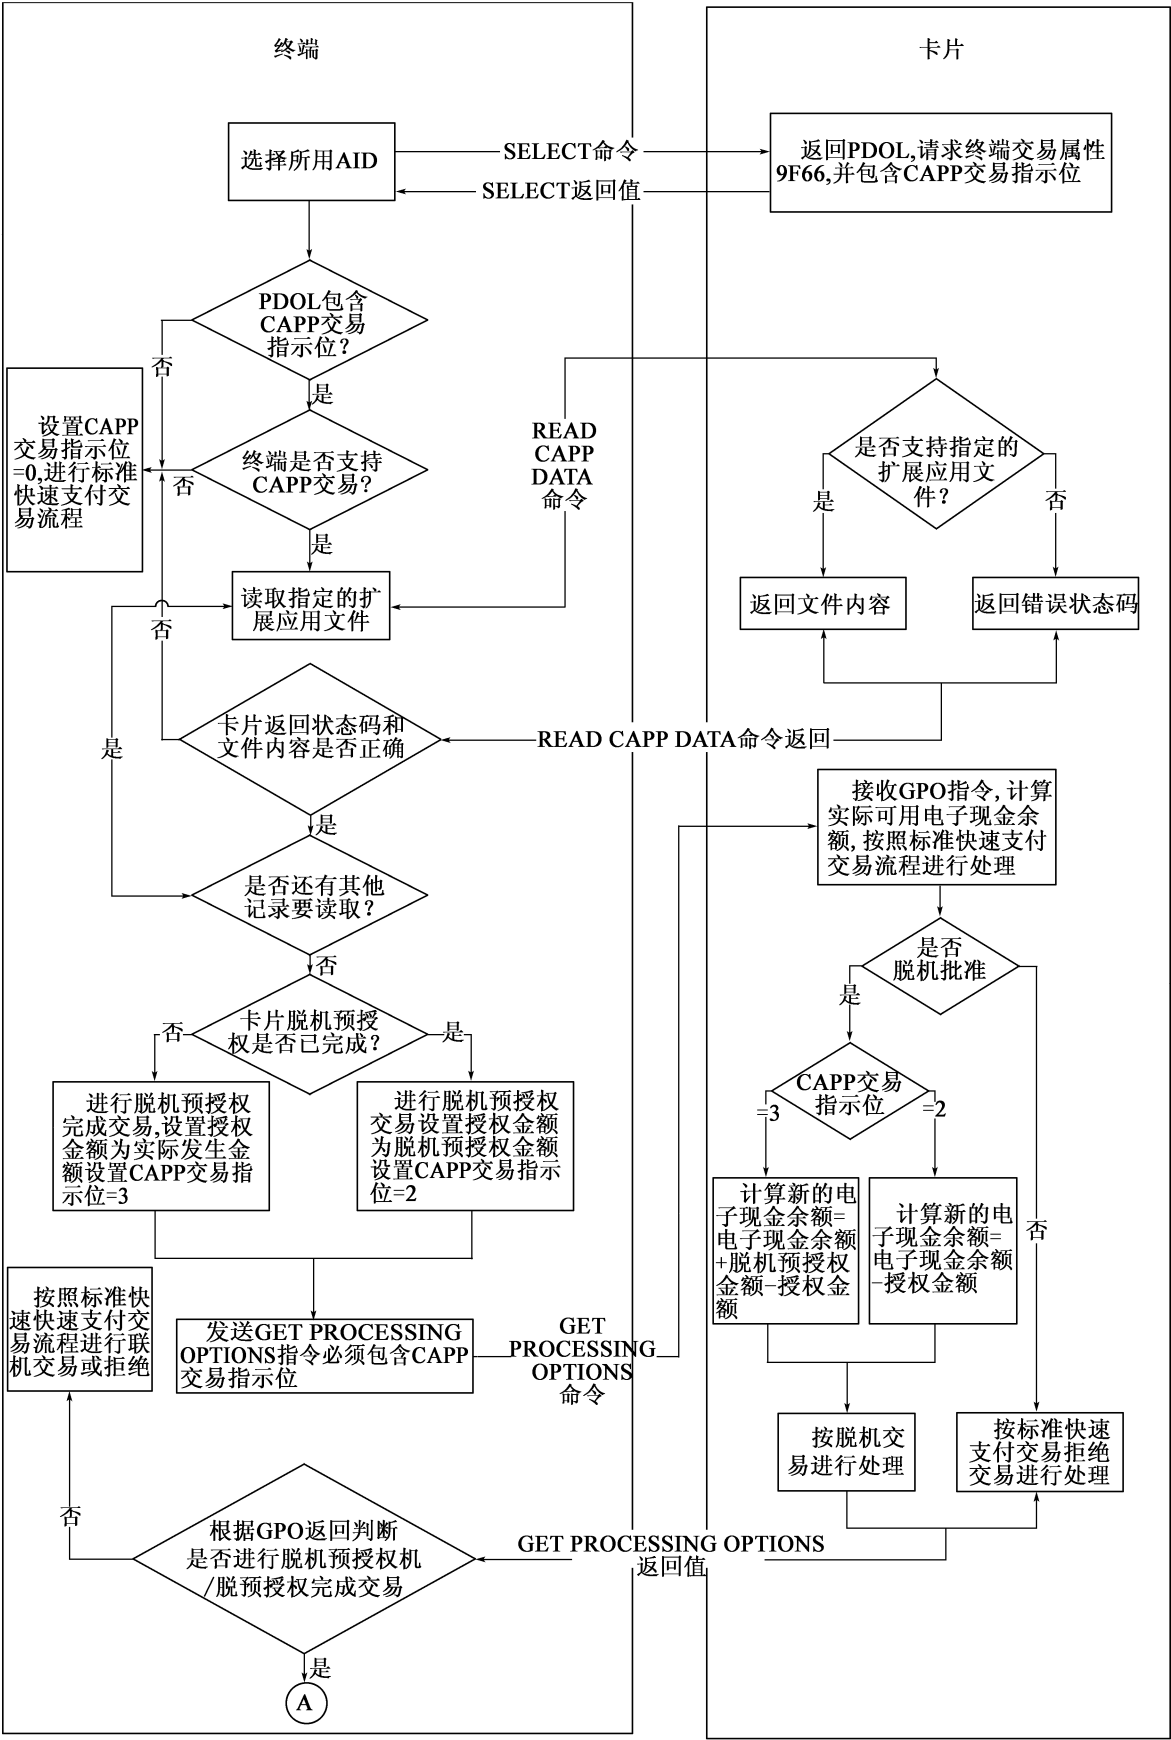 终端
卡片
选择所用AID
SELECT命令
SELECT返回值
返回PDOL,请求终端交易属性
9F66,并包含CAPP交易指示位
PDOL包含
CAPP交易
指示位?
否
是
设置CAPP
交易指示位
=0,进行标准
快速支付交
易流程
终端是否支持
CAPP交易?
否
是
READ
CAPP
DATA
命令
是否支持指定的
扩展应用文
件?
是
否
读取指定的扩
展应用文件
返回文件内容
返回错误状态码
否
卡片返回状态码和
文件内容是否正确
READ CAPP DATA命令返回
是
是
是否还有其他
记录要读取?
否
接收GPO指令,计算
实际可用电子现金余
额,按照标准快速支付
交易流程进行处理
是否
脱机批准
是
卡片脱机预授
权是否已完成?
否
是
CAPP交易
指示位
=3
=2
进行脱机预授权
完成交易,设置授权
金额为实际发生金
额设置CAPP交易指
示位=3
进行脱机预授权
交易设置授权金额
为脱机预授权金额
设置CAPP交易指示
位=2
计算新的电
子现金余额=
电子现金余额
+脱机预授权
金额-授权金
额
计算新的电
子现金余额=
电子现金余额
-授权金额
否
按照标准快
速快速支付交
易流程进行联
机交易或拒绝
发送GET PROCESSING
OPTIONS指令必须包含CAPP
交易指示位
GET
PROCESSING
OPTIONS
命令
按脱机交
易进行处理
按标准快速
支付交易拒绝
交易进行处理
否
根据GPO返回判断
是否进行脱机预授权机
/脱预授权完成交易
GET PROCESSING OPTIONS
返回值
是
A